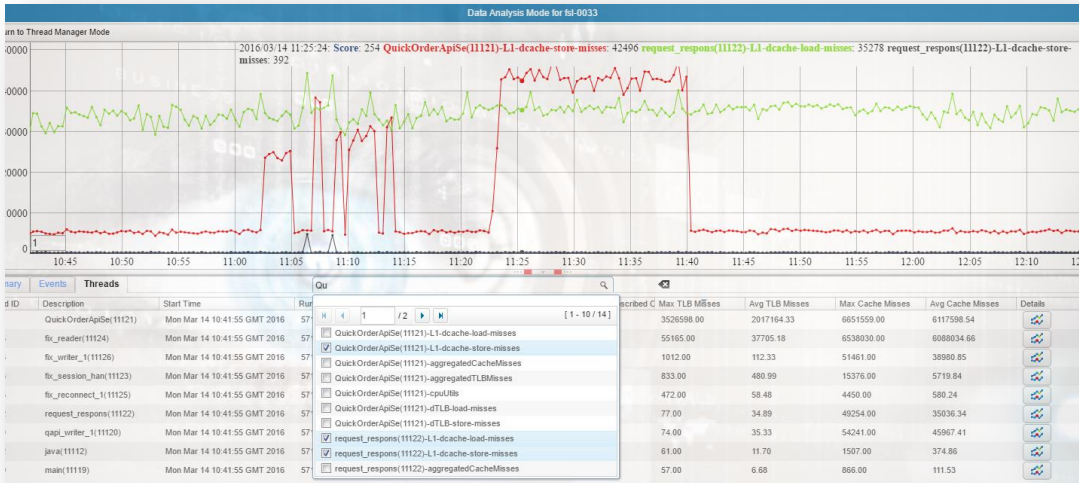 Data Analysis Mode for fsl-0033
urn to Thread Manager Mode
2016/03/14 11:25:24: Score: 254 QuickOrderApiSe(11121)-L1-dcache-store-misses: 42496 request_respons(11122)-L1-dcache-load-misses: 35278 request_respons(11122)-L1-dcache-store-
misses: 392
50000
40000
30000
20000
10000
0
1
10:45 10:50 10:55 11:00 11:05 11:10 11:15 11:20 11:25 11:30 11:35 11:40 11:45 11:50 11:55 12:00 12:05 12:10 12
mary Events Threads Qu
d ID Description Start Time Run scribed C Max TLB Misses Avg TLB Misses Max Cache Misses Avg Cache Misses Details
QuickOrderApiSe(11121) Mon Mar 14 10:41:55 GMT 2016 57 3526598.00 2017164.33 6651559.00 6117598.54
fix_reader(11124) Mon Mar 14 10:41:55 GMT 2016 57 55165.00 37705.18 6538030.00 6088034.66
fix_writer_1(11126) Mon Mar 14 10:41:55 GMT 2016 57 1012.00 112.33 51461.00 38980.85
fix_session_han(11123) Mon Mar 14 10:41:55 GMT 2016 57 833.00 480.99 15376.00 5719.84
fix_reconnect_1(11125) Mon Mar 14 10:41:55 GMT 2016 57 472.00 58.48 4450.00 580.24
request_respons(11122) Mon Mar 14 10:41:55 GMT 2016 57 77.00 34.89 49254.00 35036.34
qapi_writer_1(11120) Mon Mar 14 10:41:55 GMT 2016 57 74.00 35.33 54241.00 45967.41
java(11112) Mon Mar 14 10:41:55 GMT 2016 57 61.00 11.70 1507.00 374.86
main(11119) Mon Mar 14 10:41:55 GMT 2016 57 57.00 6.68 866.00 111.53
1 / 2 [ 1 - 10 / 14 ]
QuickOrderApiSe(11121)-L1-dcache-load-misses
QuickOrderApiSe(11121)-L1-dcache-store-misses
QuickOrderApiSe(11121)-aggregatedCacheMisses
QuickOrderApiSe(11121)-aggregatedTLBMisses
QuickOrderApiSe(11121)-cpuUtils
QuickOrderApiSe(11121)-dTLB-load-misses
QuickOrderApiSe(11121)-dTLB-store-misses
request_respons(11122)-L1-dcache-load-misses
request_respons(11122)-L1-dcache-store-misses
request_respons(11122)-aggregatedCacheMisses